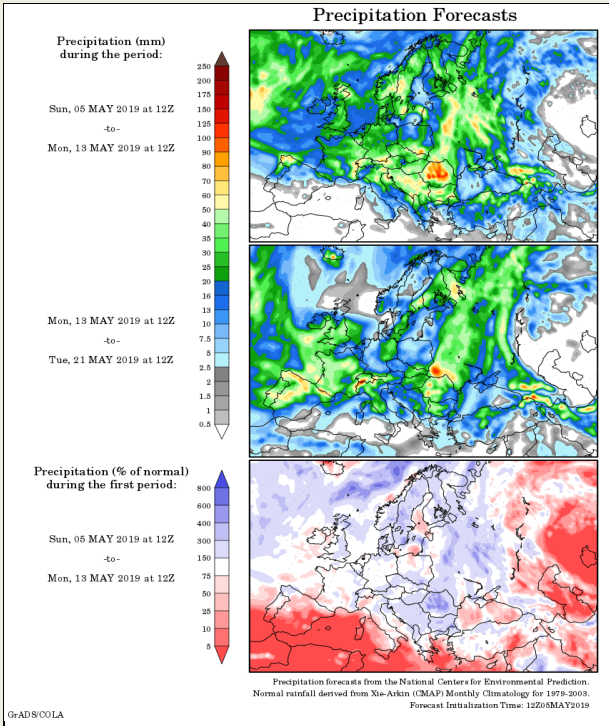 Precipitation Forecasts
Precipitation (mm)
during the period:
250
200
175
150
125
100
90
80
70
60
50
40
35
30
25
20
16
13
10
7.5
5
2.5
2
1.5
1
0.5
Sun, 05 MAY 2019 at 12Z
-to-
Mon, 13 MAY 2019 at 12Z
Mon, 13 MAY 2019 at 12Z
-to-
Tue, 21 MAY 2019 at 12Z
Precipitation (% of normal)
during the first period:
800
600
400
300
150
75
50
25
10
5
Sun, 05 MAY 2019 at 12Z
-to-
Mon, 13 MAY 2019 at 12Z
Precipitation forecasts from the National Centers for Environmental Prediction.
Normal rainfall derived from Xie-Arkin (CMAP) Monthly Climatology for 1979-2003.
Forecast Initialization Time: 12Z05MAY2019
GrADS/COLA